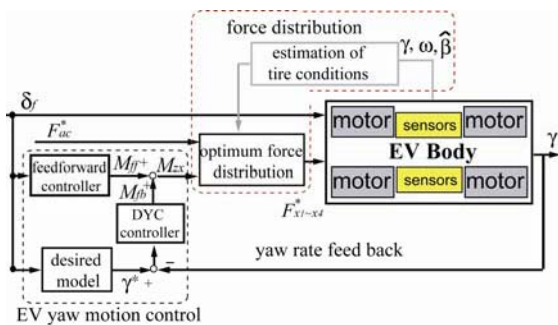 force distribution
estimation of
tire conditions
γ, ω, β̂
δf
F*ac
motor sensors motor
EV Body
motor sensors motor
γ
optimum force
distribution
F*x1~x4
feedforward
controller
Mff +
Mzx
Mfb +
DYC
controller
desired
model
γ* +
−
yaw rate feed back
EV yaw motion control